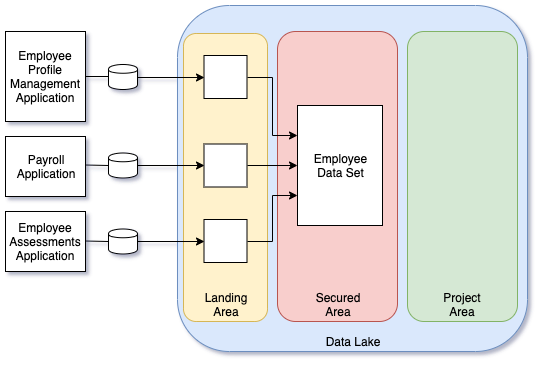 Employee
Profile
Management
Application
Payroll
Application
Employee
Assessments
Application
Employee
Data Set
Landing
Area
Secured
Area
Project
Area
Data Lake